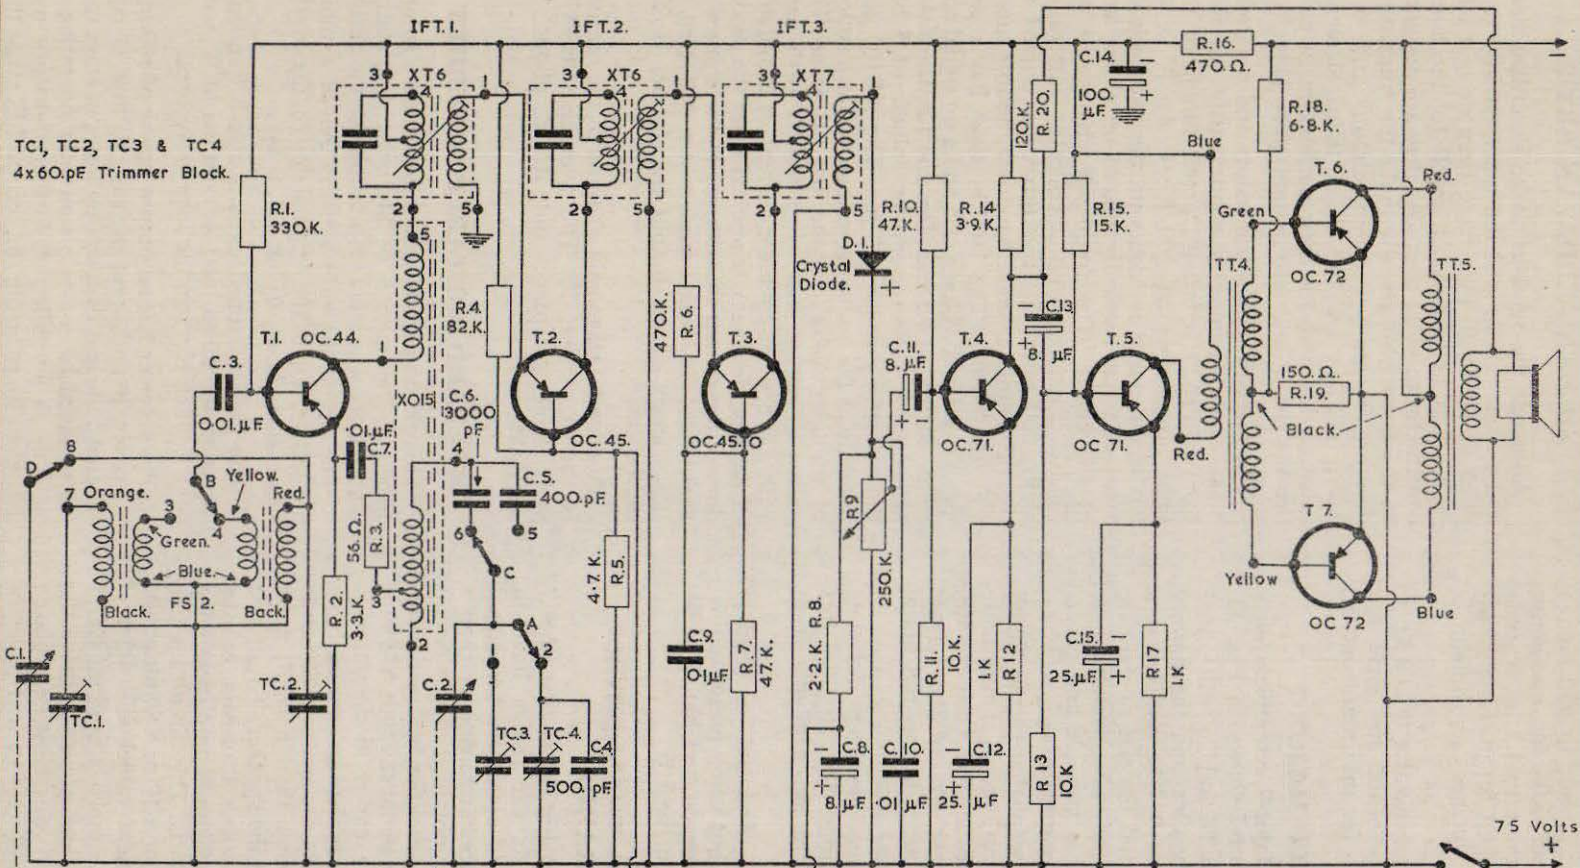 IFT.1.
IFT.2.
IFT.3.
TC1, TC2, TC3 & TC4
4x60.pF Trimmer Block.
3
XT6
4
1
2
5
3
XT6
4
1
2
5
3
XT7
4
1
2
5
R.1.
330.K.
5
R.4.
82.K.
470.K.
R.6.
D.1.
Crystal
Diode.
+
R.10.
47.K.
R.14
3·9.K.
120.K.
R.20.
C.14.
-
100.
μF
+
R.15.
15.K.
R.16.
470.Ω.
-
R.18.
6·8.K.
Blue
Green
T.6.
OC.72
Red.
TT.4.
TT.5.
T.1.
OC.44.
1
C.3.
0·01.μF.
XO15
C.6.
3000
pF
T.2.
OC.45.
T.3.
OC.45.
O
C.11.
8.μF
+
-
T.4.
OC.71.
-
C.13.
+
8.
μF.
T.5.
OC 71.
Red.
150.Ω.
R.19.
Black.
·01.μF.
C.7.
56 Ω.
R.3.
3
4
C.5.
400.pF.
6
5
C
D
8
7
Orange.
3
Green.
B
Yellow.
4
Red.
Blue.
Black.
FS 2.
Back.
R.2.
3·3.K.
2
A
1
2
4·7.K.
R.5.
C.9.
0·1μF.
R.7.
47.K.
R9
250.K.
2·2.K.
R.8.
R.11.
10.K.
1.K
R12
C.15.
-
25.μF
+
R17
1.K
Yellow
T 7.
OC 72
Blue
C.1.
TC.1.
TC.2.
C.2.
TC.3.
TC.4.
C.4.
500.
pF.
-
C.8.
+
8.μF
C.10.
·01μF.
-
C.12.
+
25.
μF
R 13
10.K
7 5 Volts
+